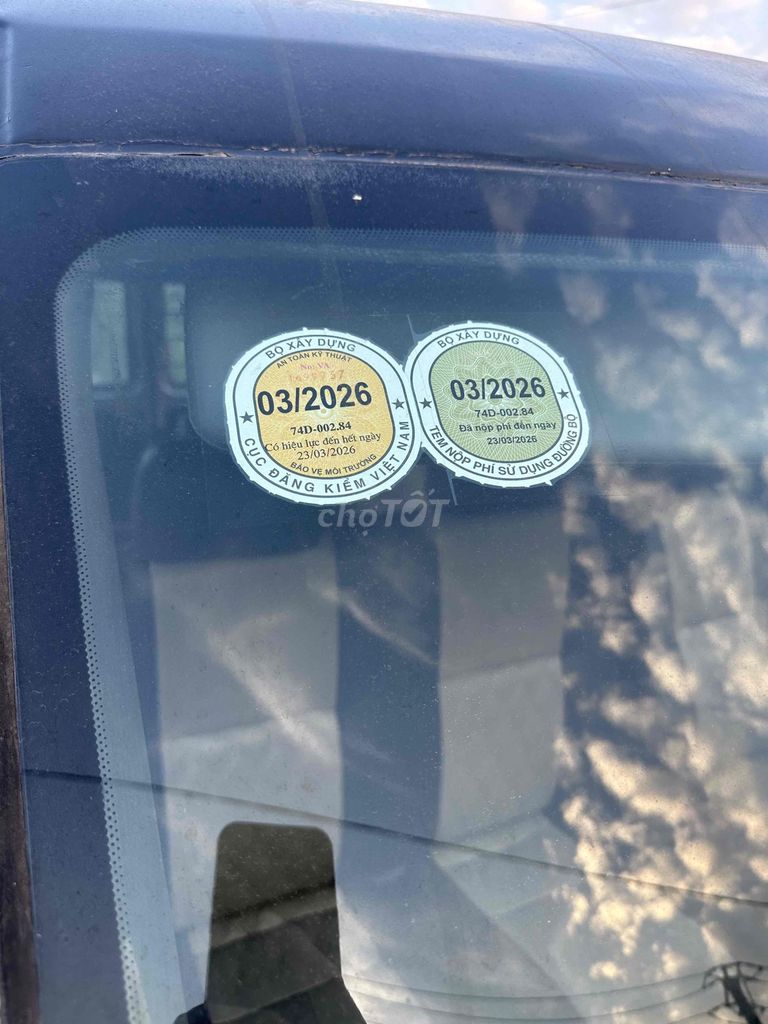 BỘ XÂY DỰNG
AN TOÀN KỸ THUẬT
03/2026
74D-002.84
Có hiệu lực đến hết ngày
23/03/2026
BẢO VỆ MÔI TRƯỜNG
CỤC ĐĂNG KIỂM VIỆT NAM
BỘ XÂY DỰNG
03/2026
74D-002.84
Đã nộp phí đến ngày
23/03/2026
TEM NỘP PHÍ SỬ DỤNG ĐƯỜNG BỘ
chợTỐT